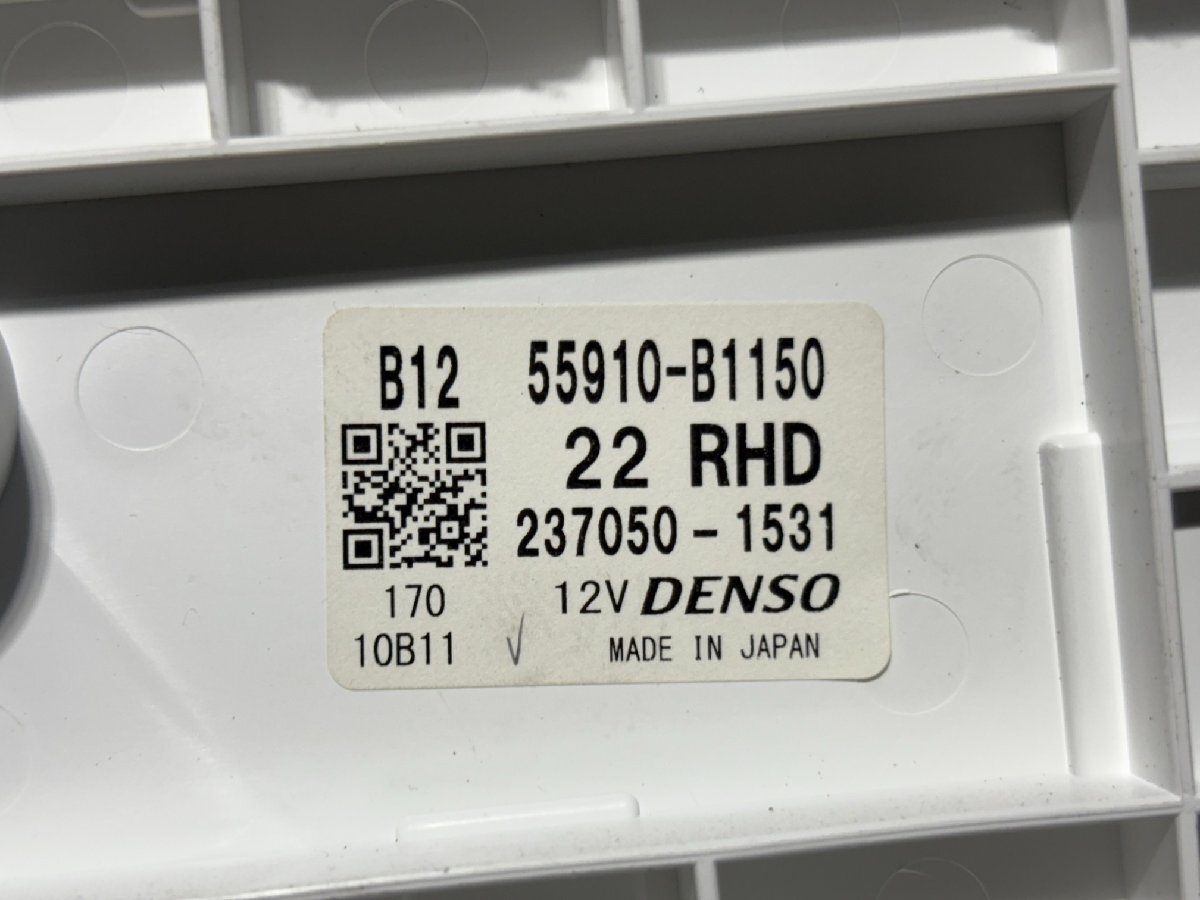 B12 55910-B1150
22 RHD
237050-1531
170 12V DENSO
10B11 MADE IN JAPAN